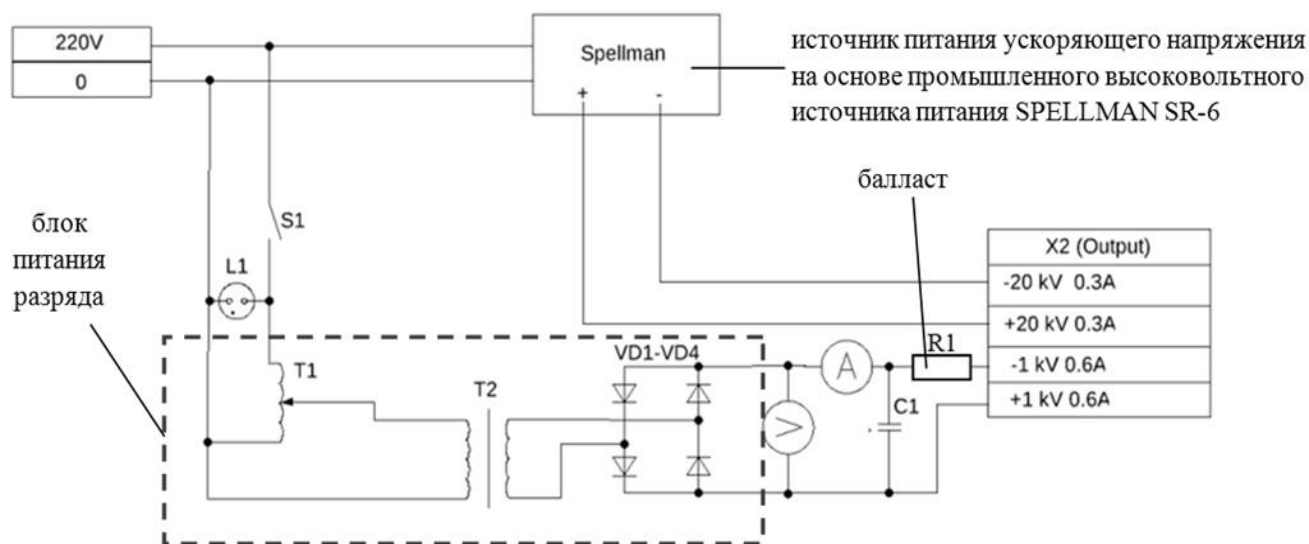 220V
0
Spellman
+ -
источник питания ускоряющего напряжения
на основе промышленного высоковольтного
источника питания SPELLMAN SR-6
балласт
блок
питания
разряда
S1
L1
X2 (Output)
-20 kV 0.3A
+20 kV 0.3A
-1 kV 0.6A
+1 kV 0.6A
R1
VD1-VD4
T1
T2
A
V
C1